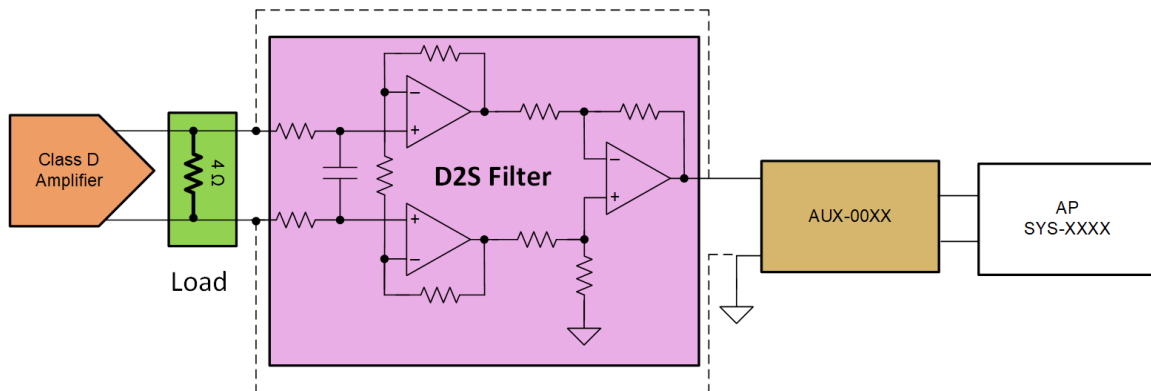 Class D
Amplifier
4 Ω
Load
−
+
D2S Filter
+
−
−
+
AUX-00XX
AP
SYS-XXXX